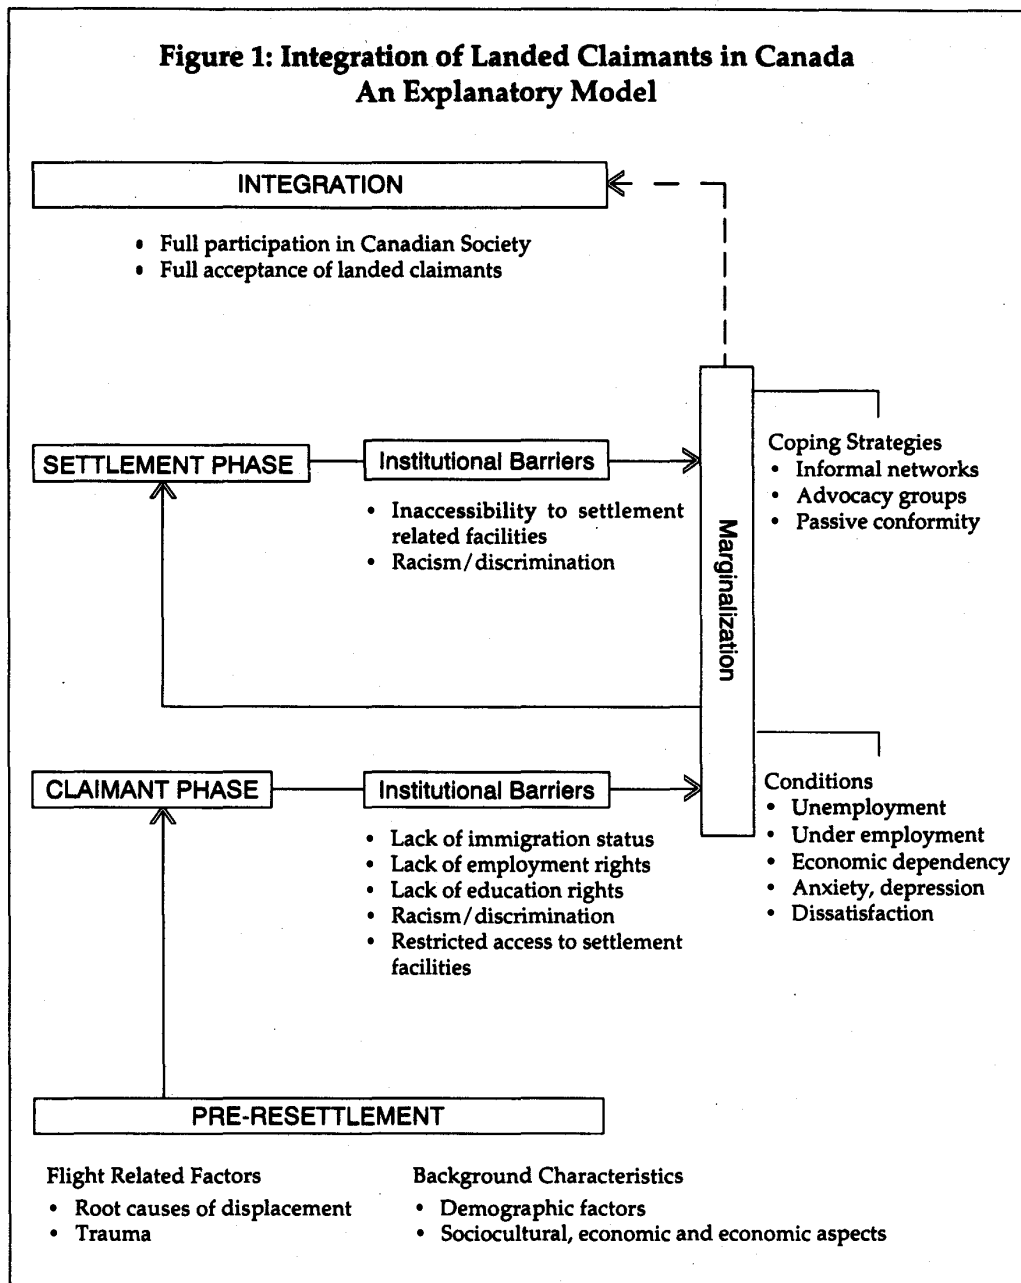 Figure 1: Integration of Landed Claimants in Canada
An Explanatory Model
INTEGRATION
• Full participation in Canadian Society
• Full acceptance of landed claimants
SETTLEMENT PHASE
Institutional Barriers
• Inaccessibility to settlement
related facilities
• Racism/discrimination
Marginalization
Coping Strategies
• Informal networks
• Advocacy groups
• Passive conformity
CLAIMANT PHASE
Institutional Barriers
• Lack of immigration status
• Lack of employment rights
• Lack of education rights
• Racism/discrimination
• Restricted access to settlement
facilities
Conditions
• Unemployment
• Under employment
• Economic dependency
• Anxiety, depression
• Dissatisfaction
PRE-RESETTLEMENT
Flight Related Factors
• Root causes of displacement
• Trauma
Background Characteristics
• Demographic factors
• Sociocultural, economic and economic aspects